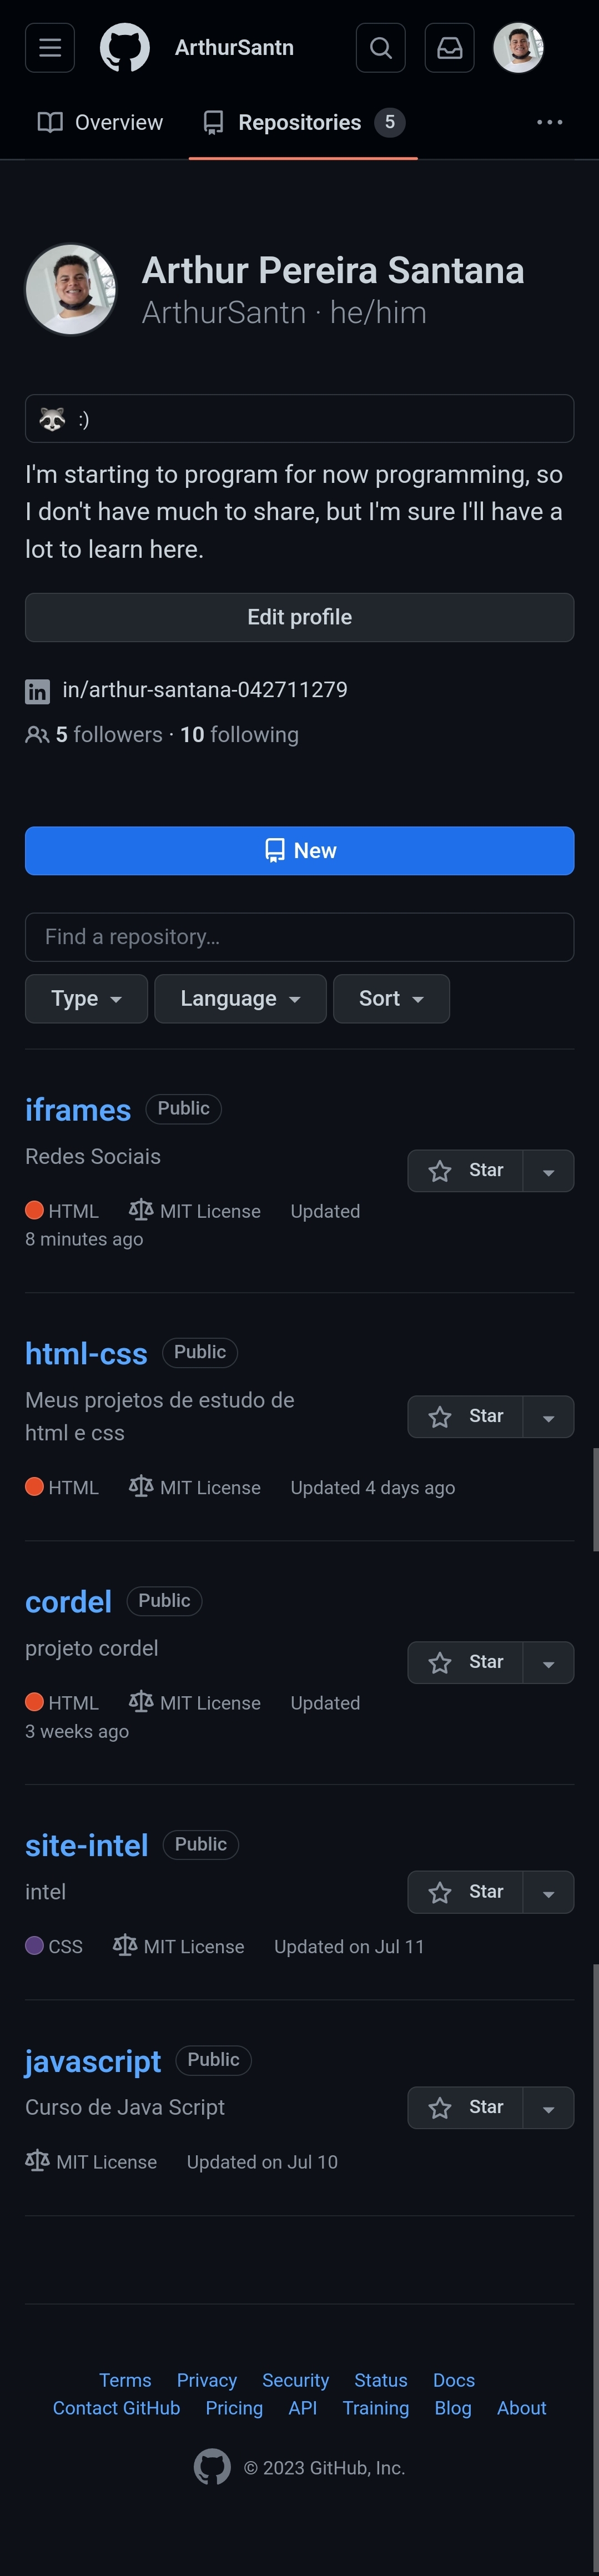 ArthurSantn
Overview Repositories 5
Arthur Pereira Santana
ArthurSantn · he/him
:)
I'm starting to program for now programming, so
I don't have much to share, but I'm sure I'll have a
lot to learn here.
Edit profile
in/arthur-santana-042711279
5 followers · 10 following
New
Find a repository…
Type Language Sort
iframes Public
Redes Sociais
Star
HTML MIT License Updated
8 minutes ago
html-css Public
Meus projetos de estudo de
html e css
Star
HTML MIT License Updated 4 days ago
cordel Public
projeto cordel
Star
HTML MIT License Updated
3 weeks ago
site-intel Public
intel
Star
CSS MIT License Updated on Jul 11
javascript Public
Curso de Java Script
Star
MIT License Updated on Jul 10
Terms Privacy Security Status Docs
Contact GitHub Pricing API Training Blog About
© 2023 GitHub, Inc.